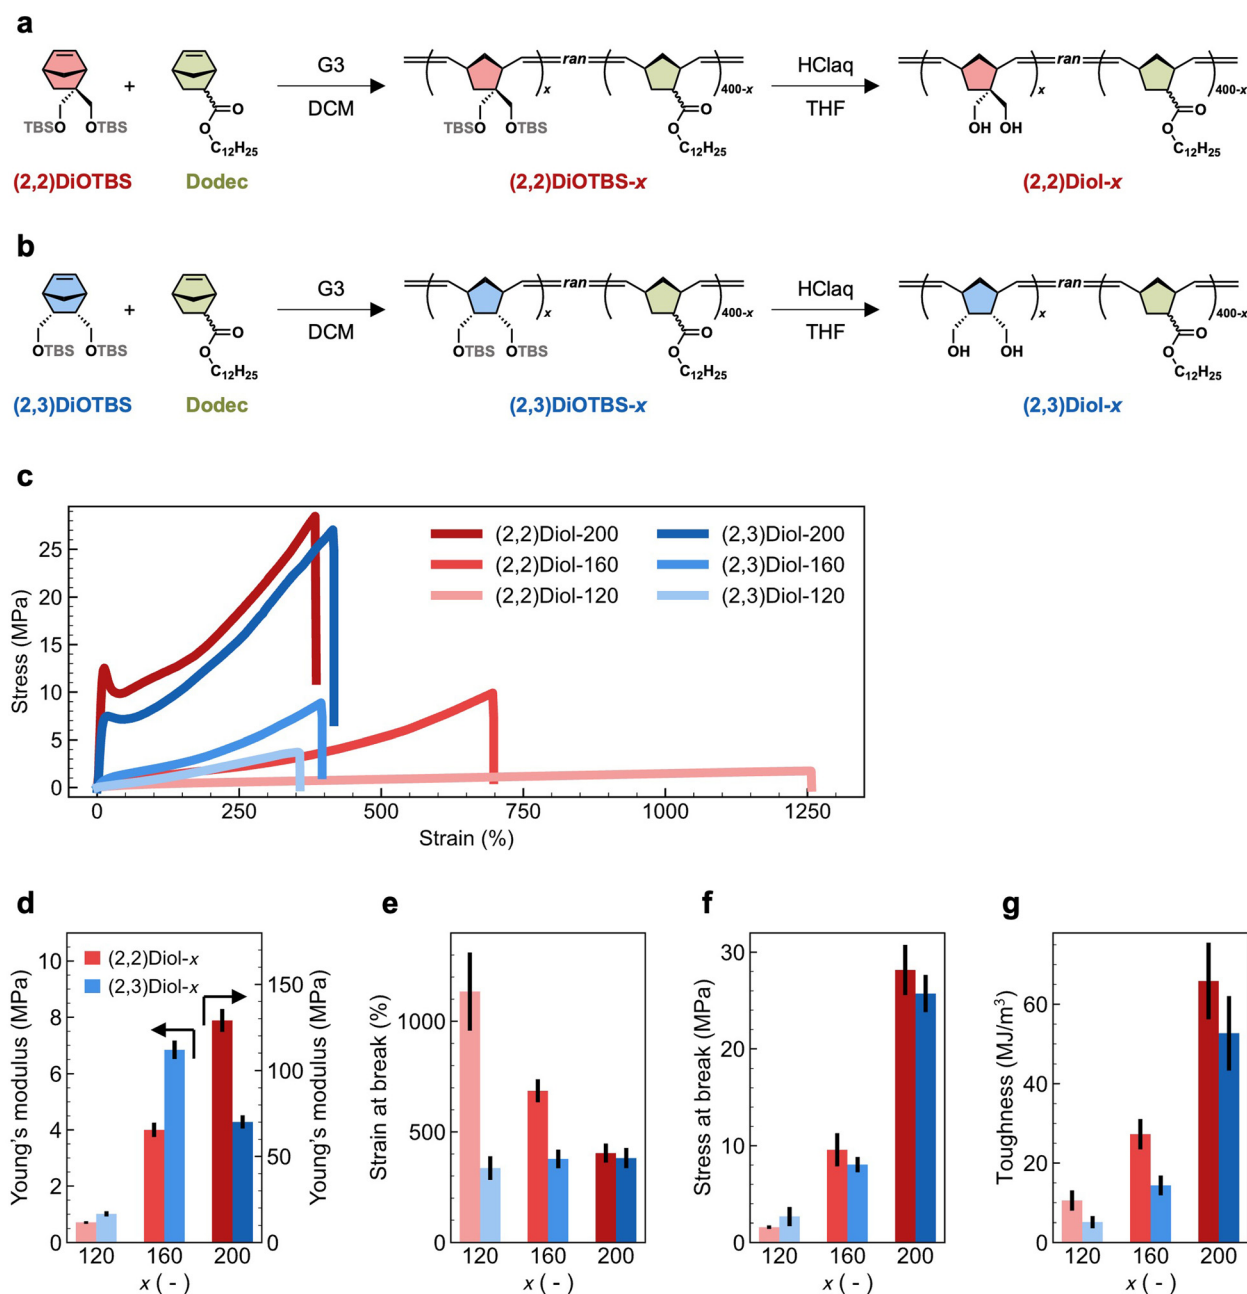 a
G3
DCM
TBSO OTBS
O
O
C12H25
(2,2)DiOTBS
+
Dodec
x
ran
400-x
TBSO OTBS
O
O
C12H25
(2,2)DiOTBS-x
HClaq
THF
x
ran
400-x
OH OH
O
O
C12H25
(2,2)Diol-x
b
G3
DCM
OTBS OTBS
O
O
C12H25
(2,3)DiOTBS
+
Dodec
x
ran
400-x
OTBS OTBS
O
O
C12H25
(2,3)DiOTBS-x
HClaq
THF
x
ran
400-x
OH OH
O
O
C12H25
(2,3)Diol-x
c
Stress (MPa)
25
20
15
10
5
0
(2,2)Diol-200 (2,3)Diol-200
(2,2)Diol-160 (2,3)Diol-160
(2,2)Diol-120 (2,3)Diol-120
0 250 500 750 1000 1250
Strain (%)
d
Young's modulus (MPa)
10
8
6
4
2
0
(2,2)Diol-x
(2,3)Diol-x
150
100
50
0
Young's modulus (MPa)
120 160 200
x ( - )
e
Strain at break (%)
1000
500
0
120 160 200
x ( - )
f
Stress at break (MPa)
30
20
10
0
120 160 200
x ( - )
g
Toughness (MJ/m³)
60
40
20
0
120 160 200
x ( - )